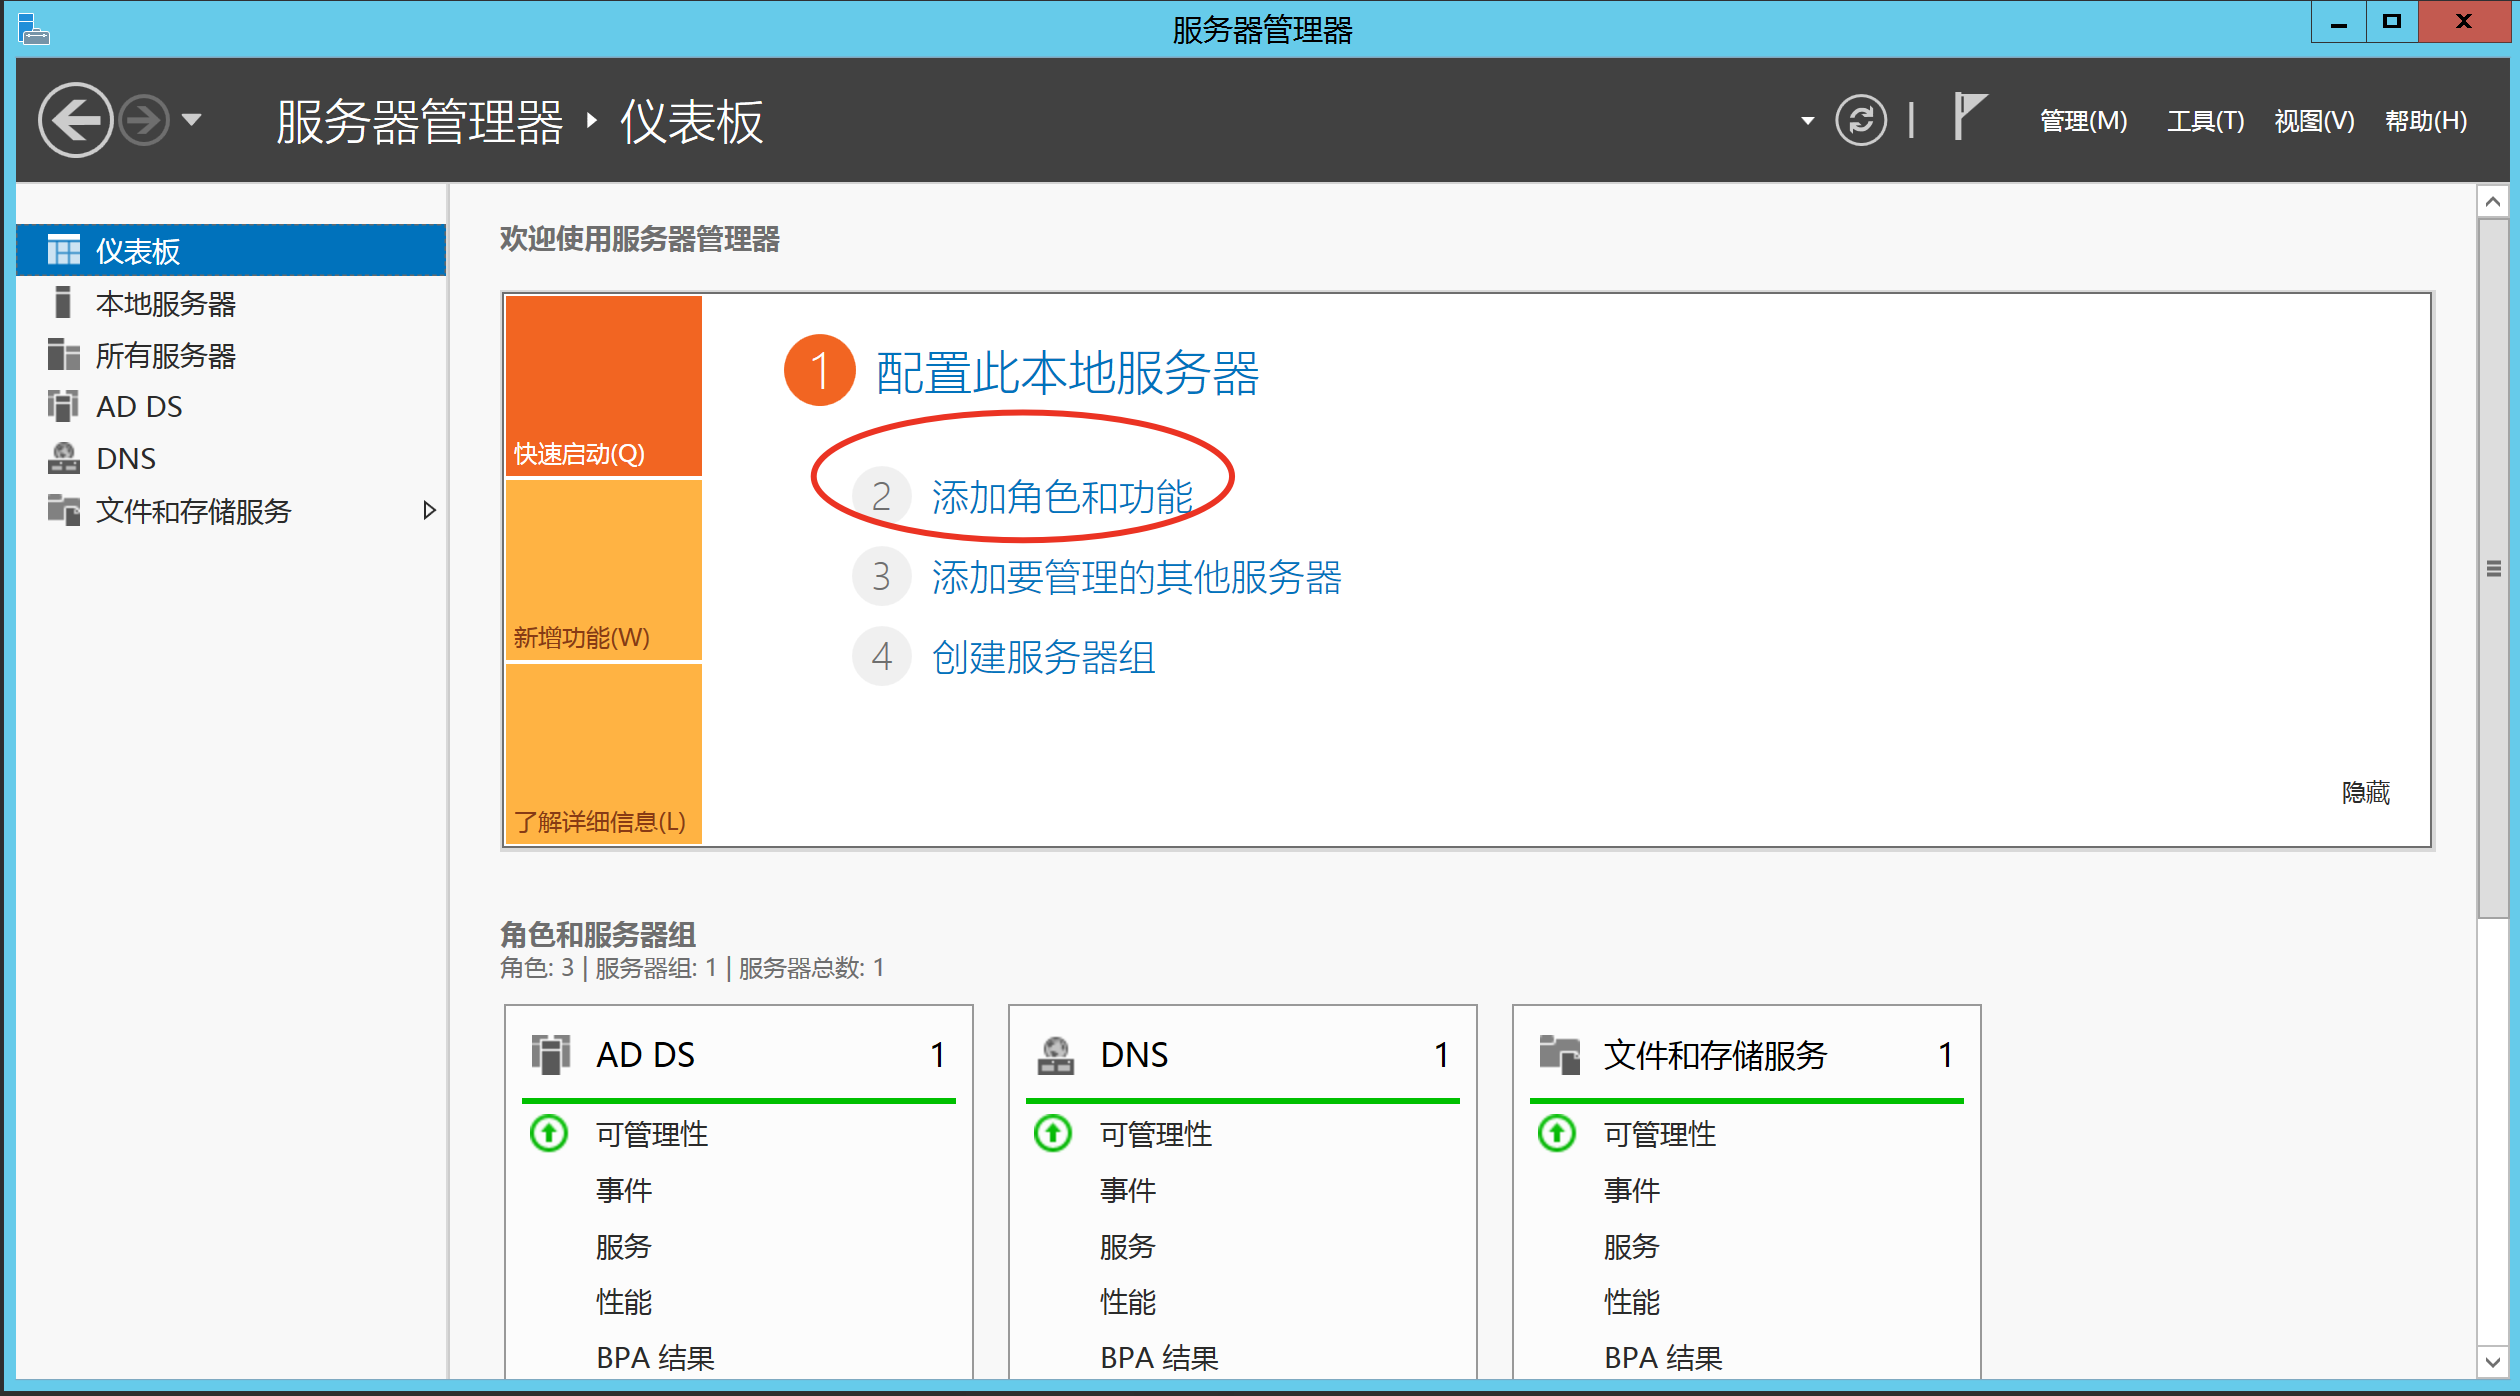 服务器管理器
服务器管理器 ‣ 仪表板
管理(M) 工具(T) 视图(V) 帮助(H)
仪表板
本地服务器
所有服务器
AD DS
DNS
文件和存储服务
欢迎使用服务器管理器
快速启动(Q)
新增功能(W)
了解详细信息(L)
1 配置此本地服务器
2 添加角色和功能
3 添加要管理的其他服务器
4 创建服务器组
隐藏
角色和服务器组
角色: 3 | 服务器组: 1 | 服务器总数: 1
AD DS 1
可管理性
事件
服务
性能
BPA 结果
DNS 1
可管理性
事件
服务
性能
BPA 结果
文件和存储服务 1
可管理性
事件
服务
性能
BPA 结果